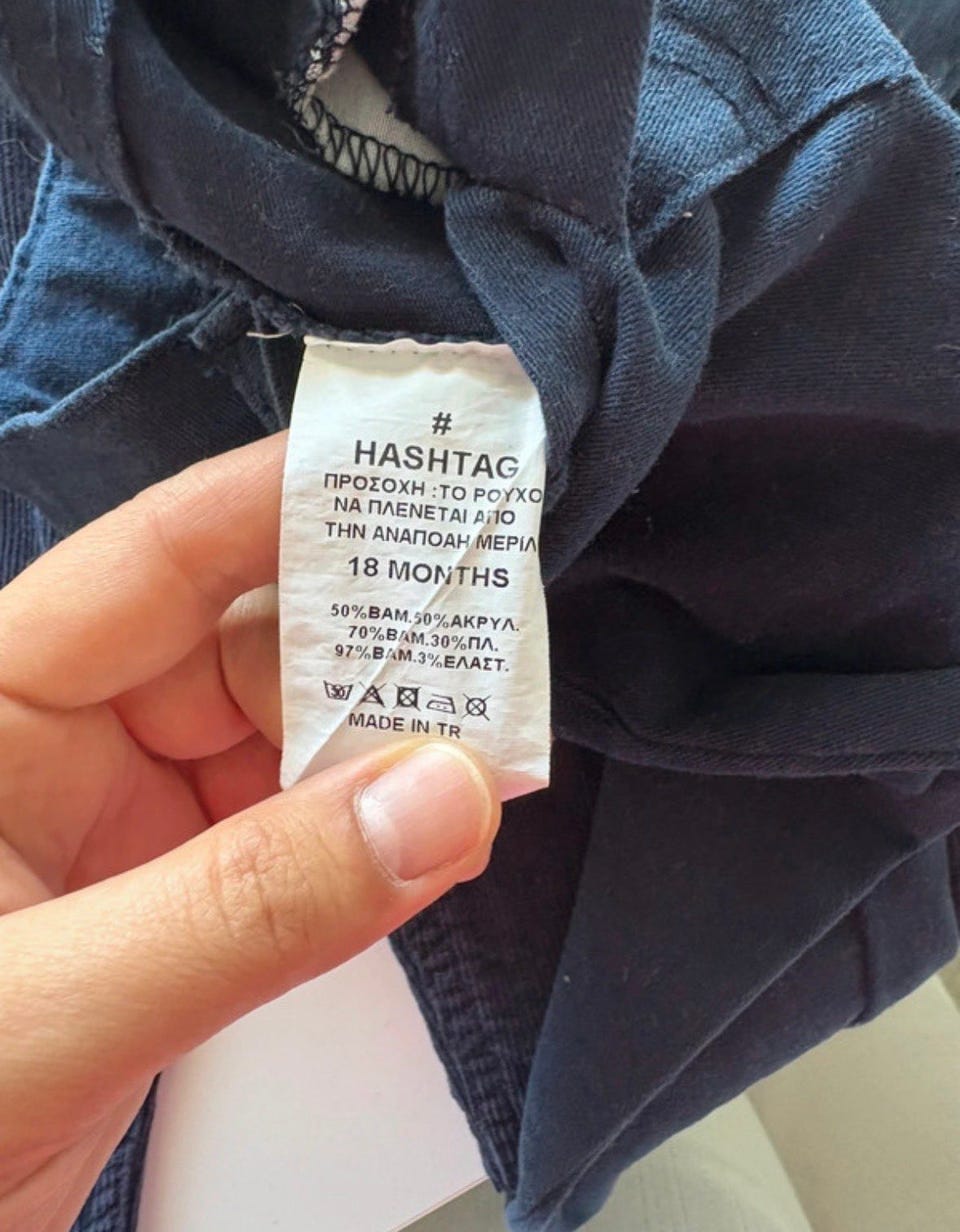 #
HASHTAG
ΠΡΟΣΟΧΗ :ΤΟ ΡΟΥΧΟ
ΝΑ ΠΛΕΝΕΤΑΙ ΑΠΟ
ΤΗΝ ΑΝΑΠΟΔΗ ΜΕΡΙΑ
18 MONTHS
50%ΒΑΜ.50%ΑΚΡΥΛ.
70%ΒΑΜ.30%ΠΛ.
97%ΒΑΜ.3%ΕΛΑΣΤ.
30
MADE IN TR